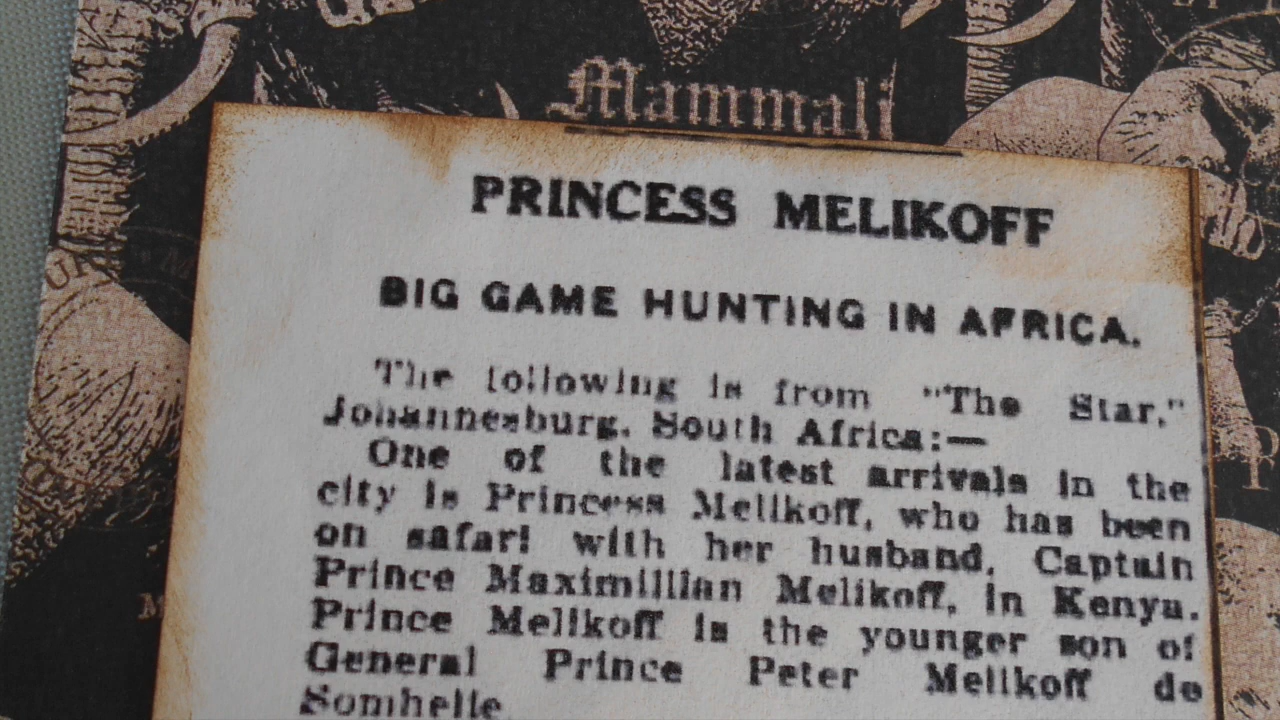 Mammali
PRINCESS MELIKOFF
BIG GAME HUNTING IN AFRICA.
The following is from "The Star,"
Johannesburg, South Africa:—
One of the latest arrivals in the
city is Princess Melikoff, who has been
on safari with her husband, Captain
Prince Maximillian Melikoff, in Kenya.
Prince Melikoff is the younger son of
General Prince Peter Melikoff de
Somhelle.